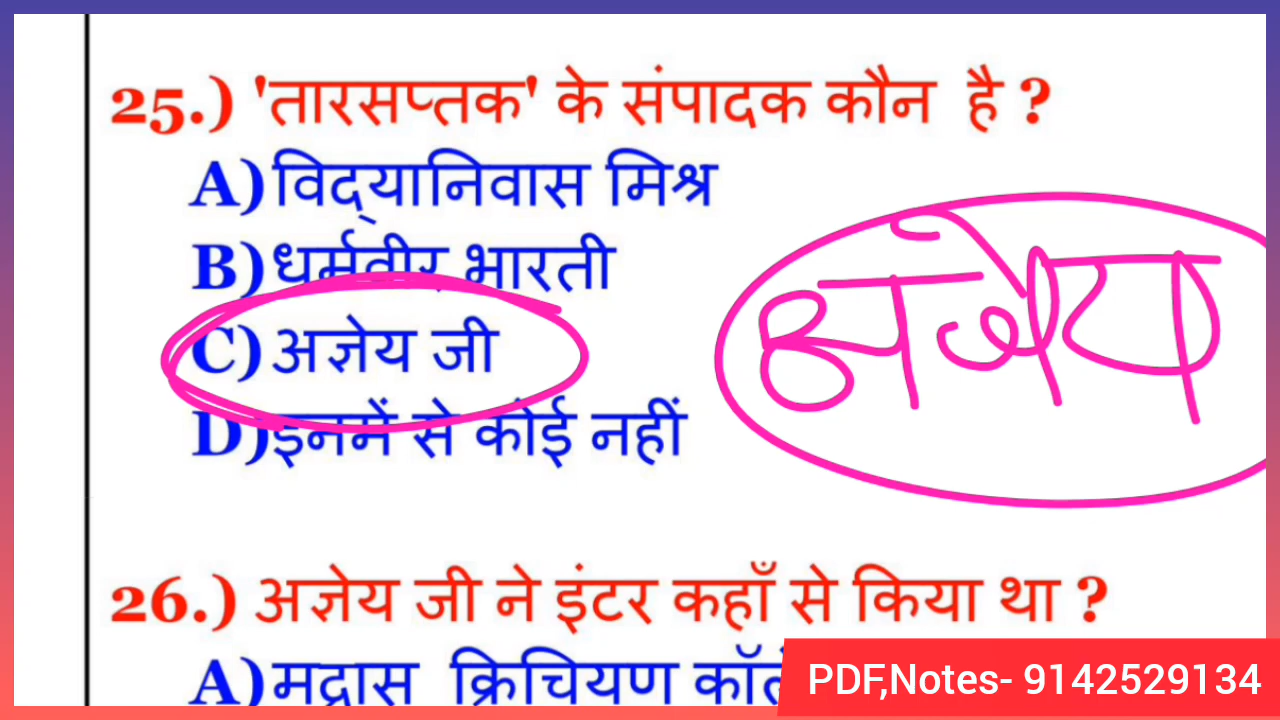 25.) 'तारसप्तक' के संपादक कौन है ?
A) विद्यानिवास मिश्र
B) धर्मवीर भारती
C) अज्ञेय जी
अज्ञेय
D) इनमें से कोई नहीं
26.) अज्ञेय जी ने इंटर कहाँ से किया था ?
A) मद्रास क्रिचियण
PDF,Notes- 9142529134